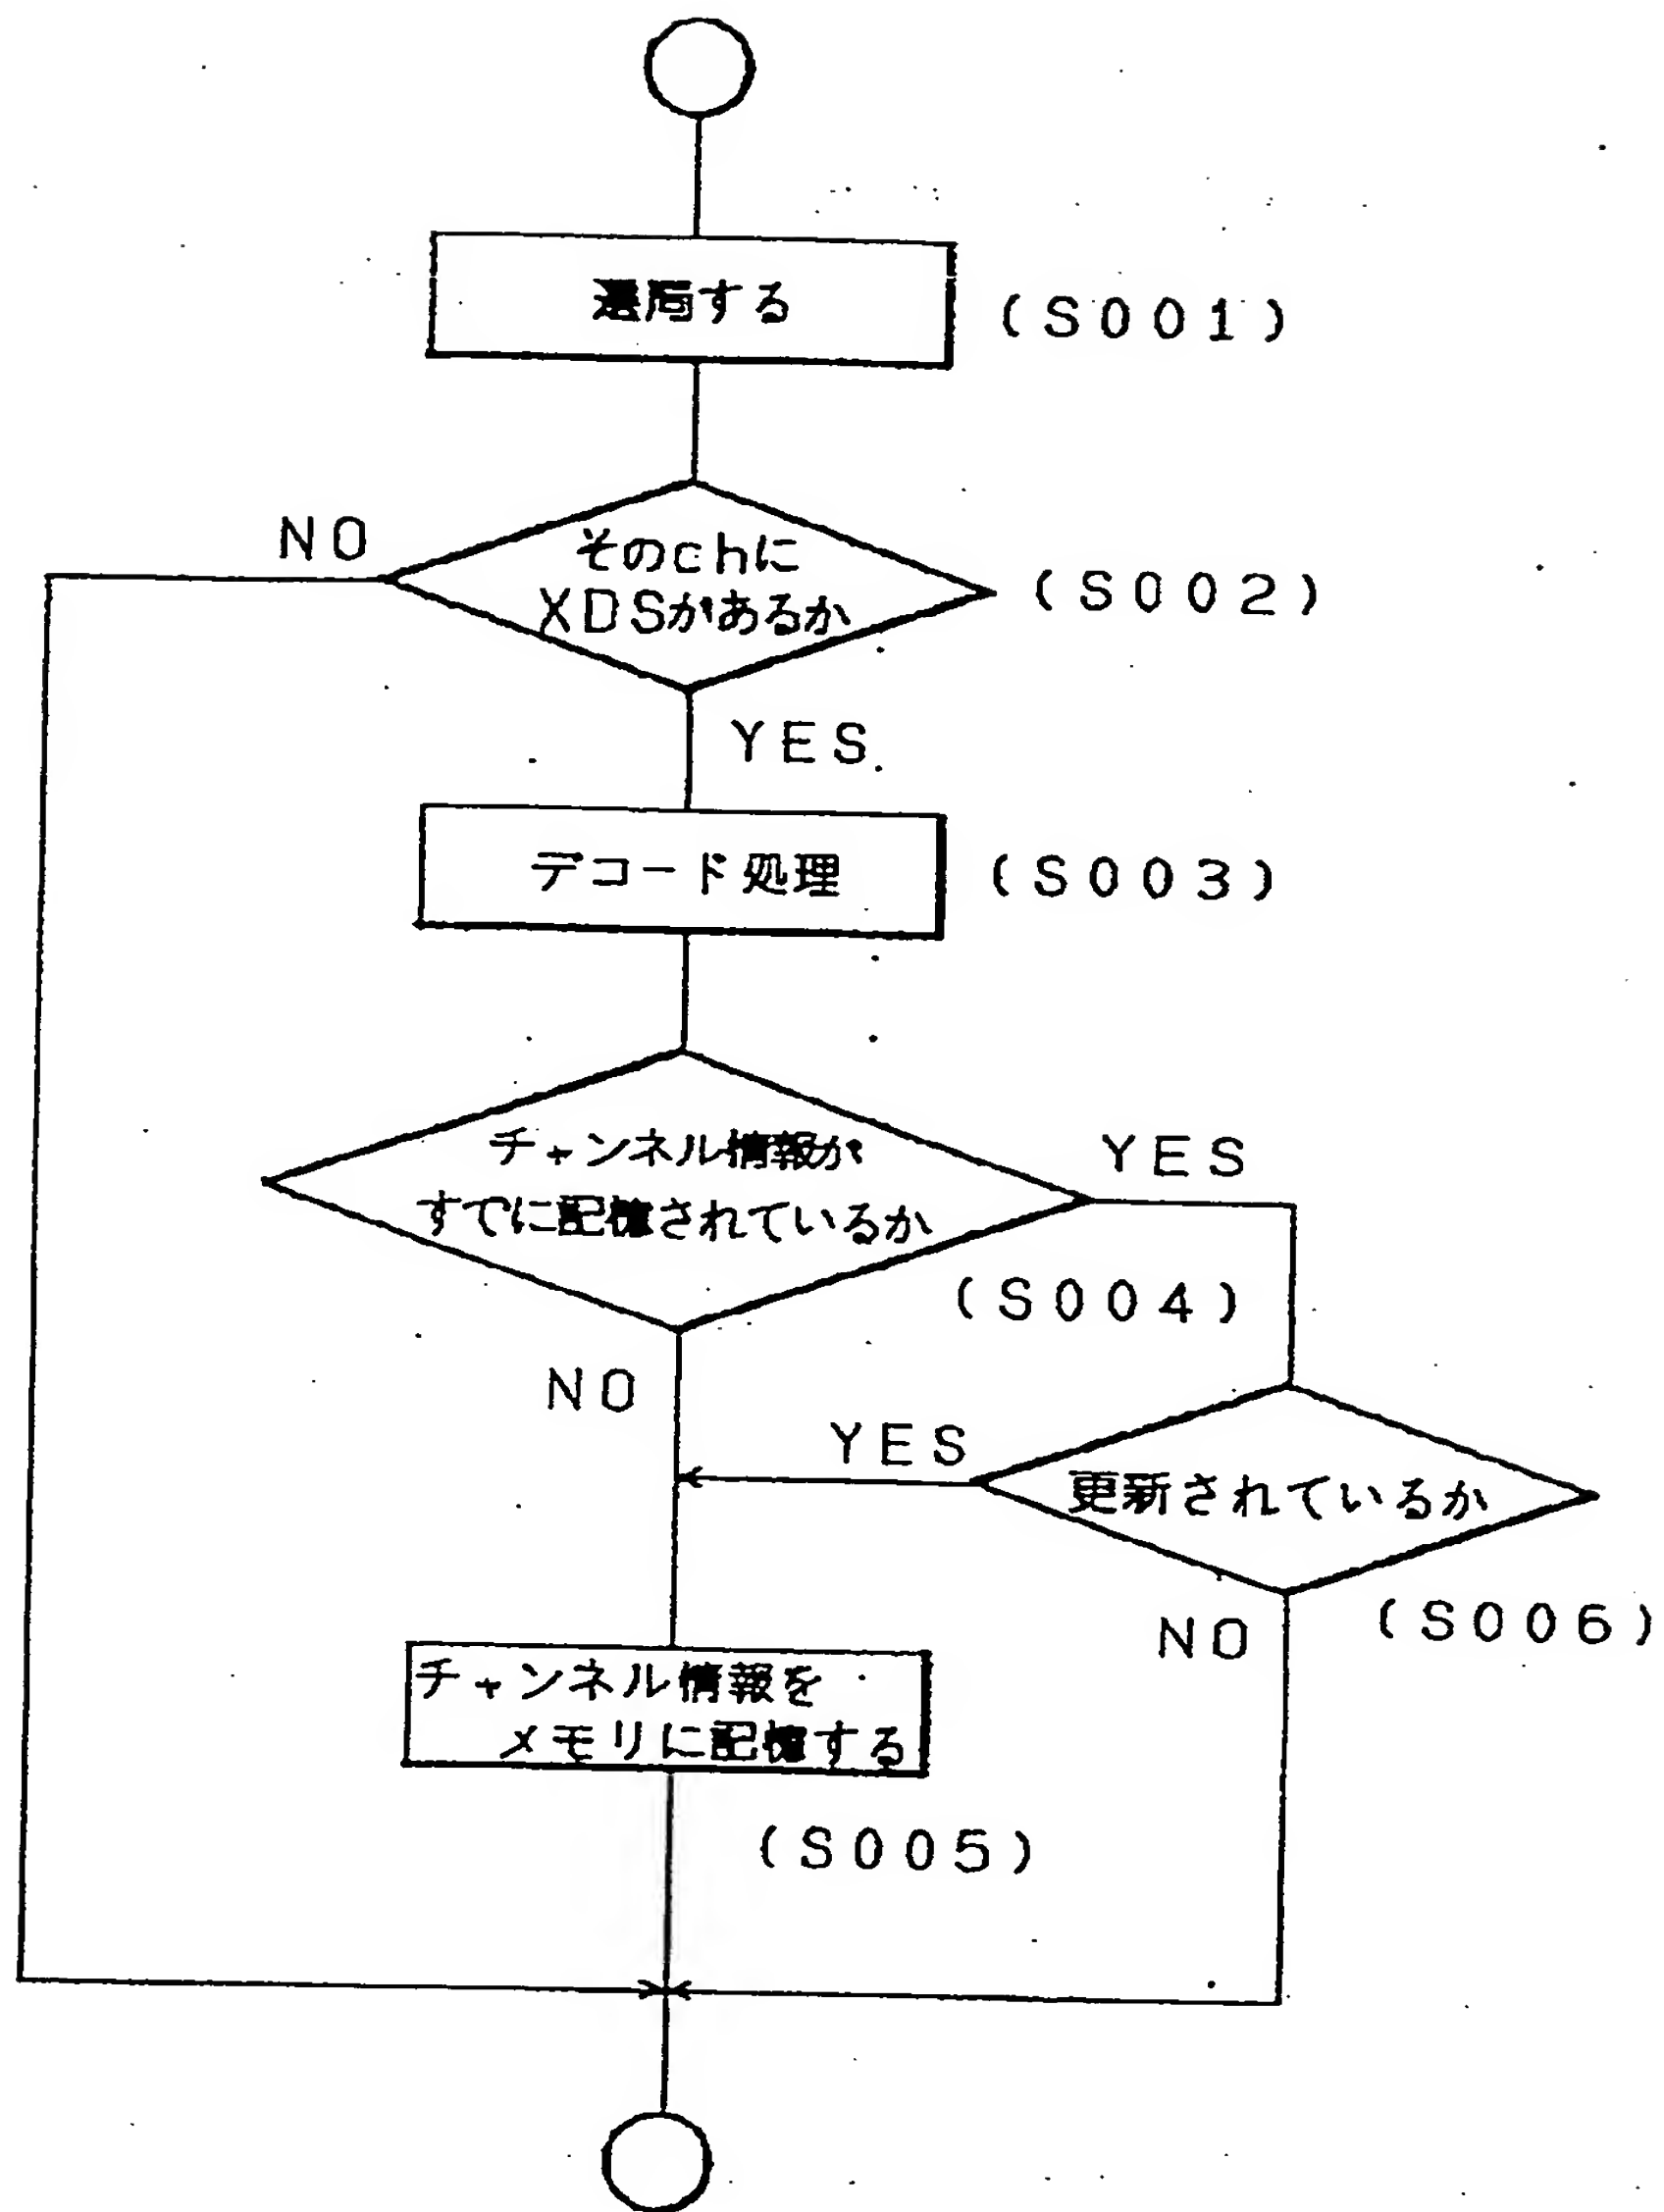 選局する
(S001)
NO
そのchに
XDSがあるか
(S002)
YES
デコード処理
(S003)
チャンネル情報が
すでに記憶されているか
YES
(S004)
NO
YES
更新されているか
(S006)
NO
チャンネル情報を
メモリに記憶する
(S005)